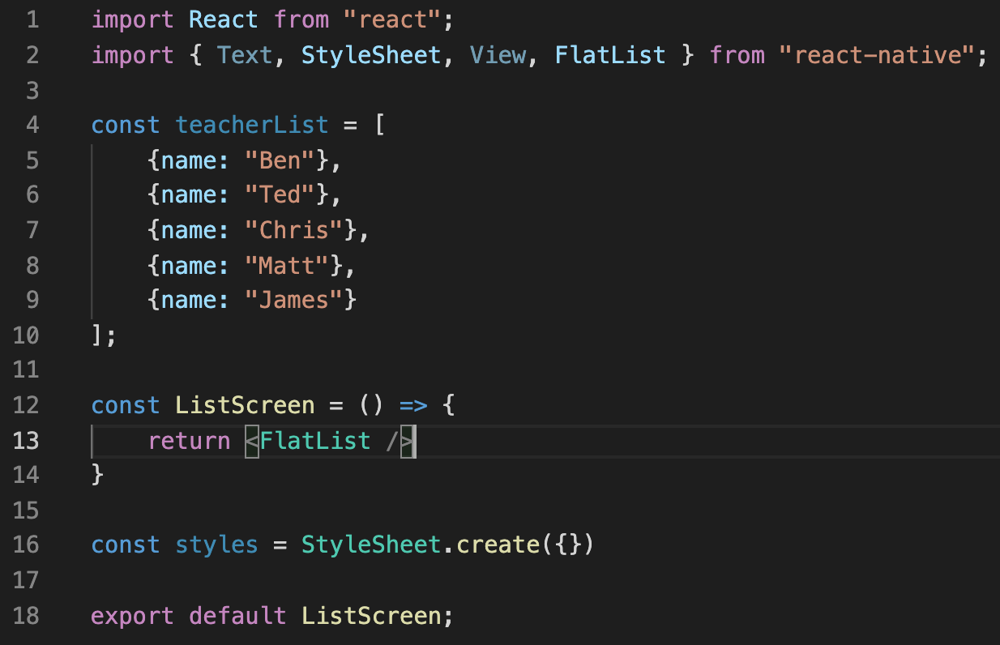 1 import React from "react";
2 import { Text, StyleSheet, View, FlatList } from "react-native";
3
4 const teacherList = [
5     {name: "Ben"},
6     {name: "Ted"},
7     {name: "Chris"},
8     {name: "Matt"},
9     {name: "James"}
10 ];
11
12 const ListScreen = () => {
13     return <FlatList />
14 }
15
16 const styles = StyleSheet.create({})
17
18 export default ListScreen;